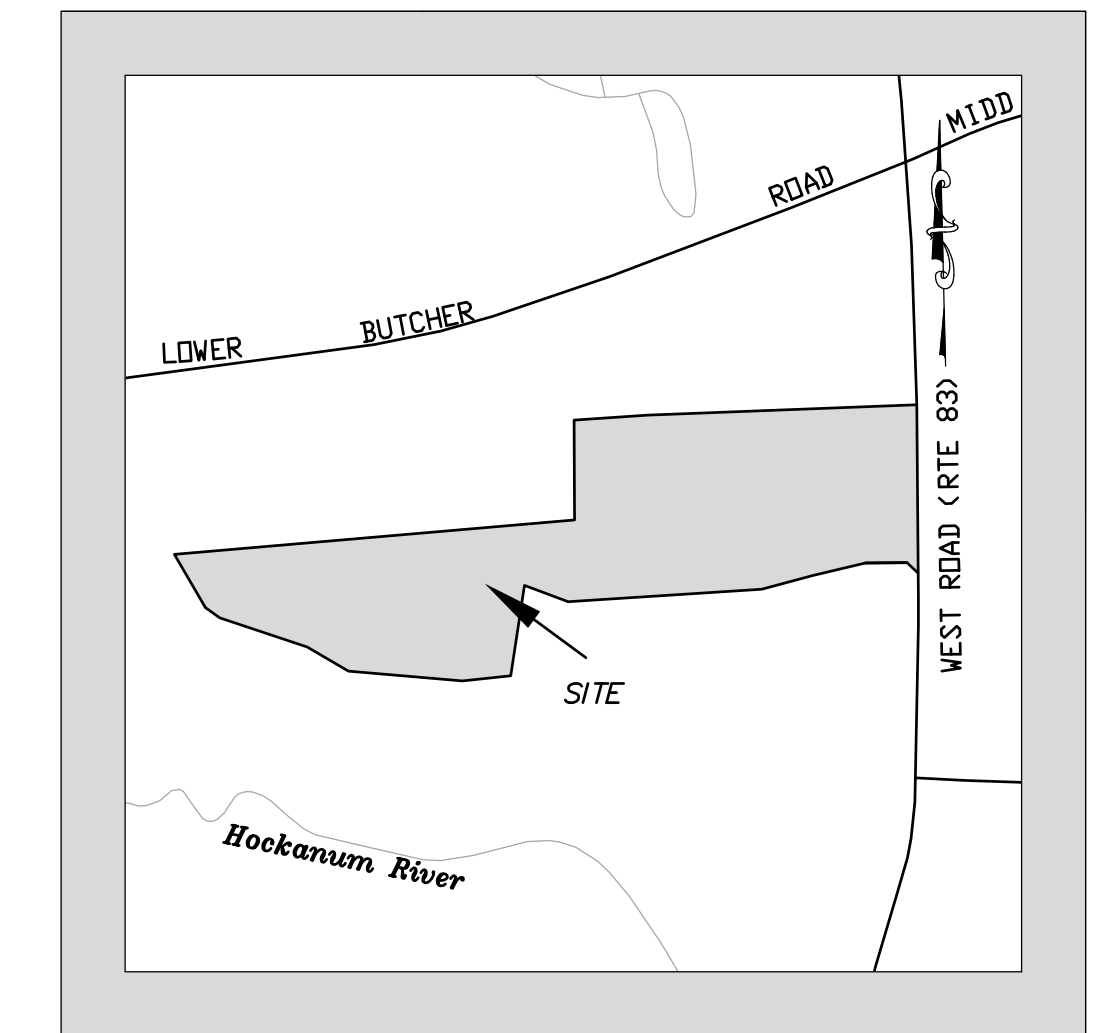 MIDD
LOWER BUTCHER ROAD
WEST ROAD (RTE 83)
SITE
Hockanum River